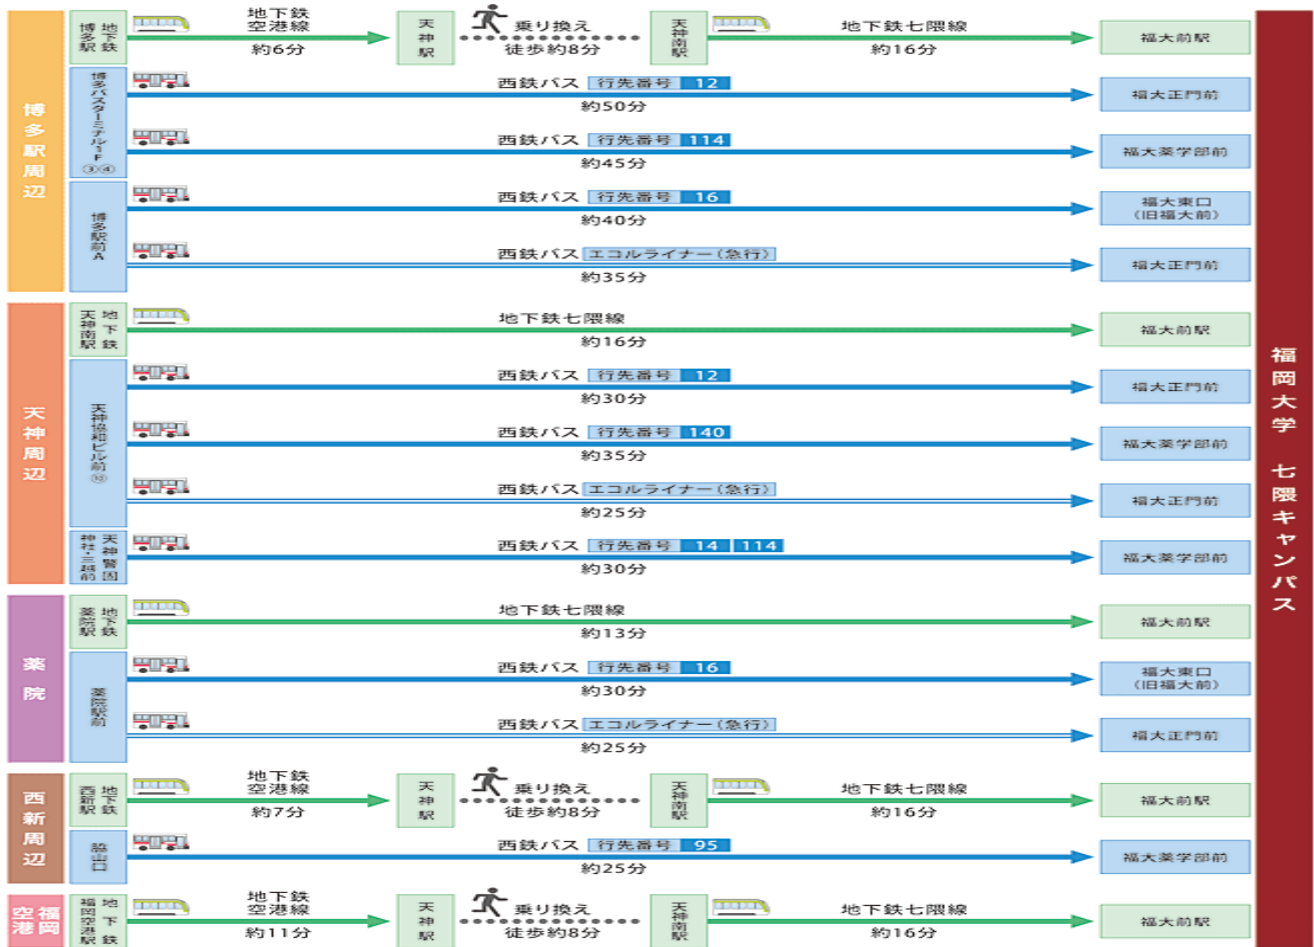 博多駅周辺
地下鉄
博多駅
地下鉄
空港線
約6分
天神駅
乗り換え
徒歩約8分
天神南駅
地下鉄七隈線
約16分
福大前駅
博多バスターミナル1F
③④
西鉄バス 行先番号 12
約50分
福大正門前
西鉄バス 行先番号 114
約45分
福大薬学部前
博多駅前A
西鉄バス 行先番号 16
約40分
福大東口
(旧福大前)
西鉄バス エコルライナー(急行)
約35分
福大正門前
天神周辺
地下鉄
天神南駅
地下鉄七隈線
約16分
福大前駅
天神協和ビル前
⑩
西鉄バス 行先番号 12
約30分
福大正門前
西鉄バス 行先番号 140
約35分
福大薬学部前
西鉄バス エコルライナー(急行)
約25分
福大正門前
天神警固
神社・三越前
西鉄バス 行先番号 14 114
約30分
福大薬学部前
薬院
地下鉄
薬院駅
地下鉄七隈線
約13分
福大前駅
薬院駅前
西鉄バス 行先番号 16
約30分
福大東口
(旧福大前)
西鉄バス エコルライナー(急行)
約25分
福大正門前
西新周辺
地下鉄
西新駅
地下鉄
空港線
約7分
天神駅
乗り換え
徒歩約8分
天神南駅
地下鉄七隈線
約16分
福大前駅
脇山口
西鉄バス 行先番号 95
約25分
福大薬学部前
福岡
空港
地下鉄
福岡空港駅
地下鉄
空港線
約11分
天神駅
乗り換え
徒歩約8分
天神南駅
地下鉄七隈線
約16分
福大前駅
福岡大学 七隈キャンパス